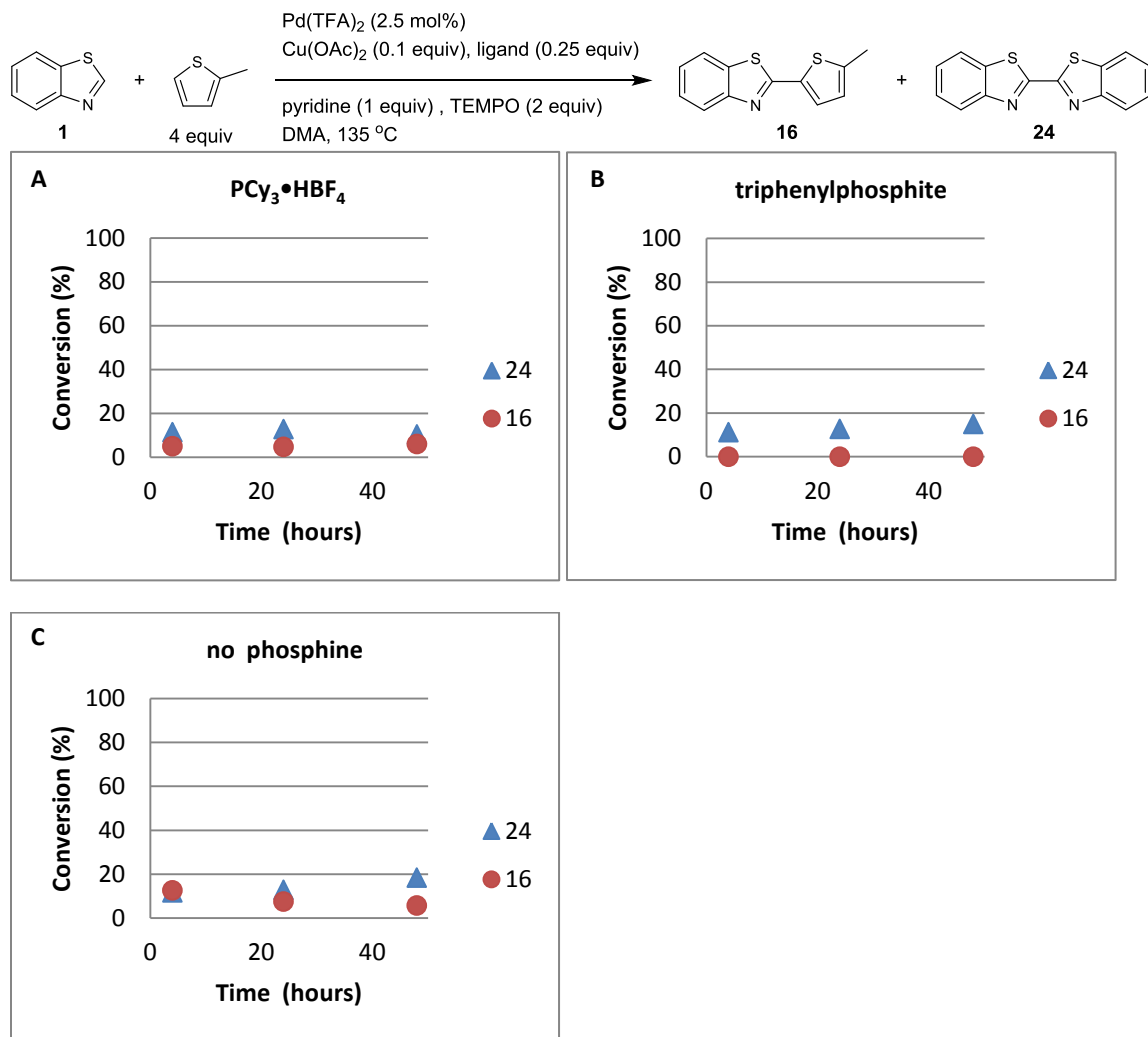 Pd(TFA)2 (2.5 mol%)
Cu(OAc)2 (0.1 equiv), ligand (0.25 equiv)
S
N
+
S
pyridine (1 equiv) , TEMPO (2 equiv)
DMA, 135 oC
S
N
S
+
S
N
S
N
1
4 equiv
16
24
A
PCy3•HBF4
100
80
60
40
20
0
0
20
40
Conversion (%)
Time (hours)
24
16
B
triphenylphosphite
100
80
60
40
20
0
0
20
40
Conversion (%)
Time (hours)
24
16
C
no phosphine
100
80
60
40
20
0
0
20
40
Conversion (%)
Time (hours)
24
16